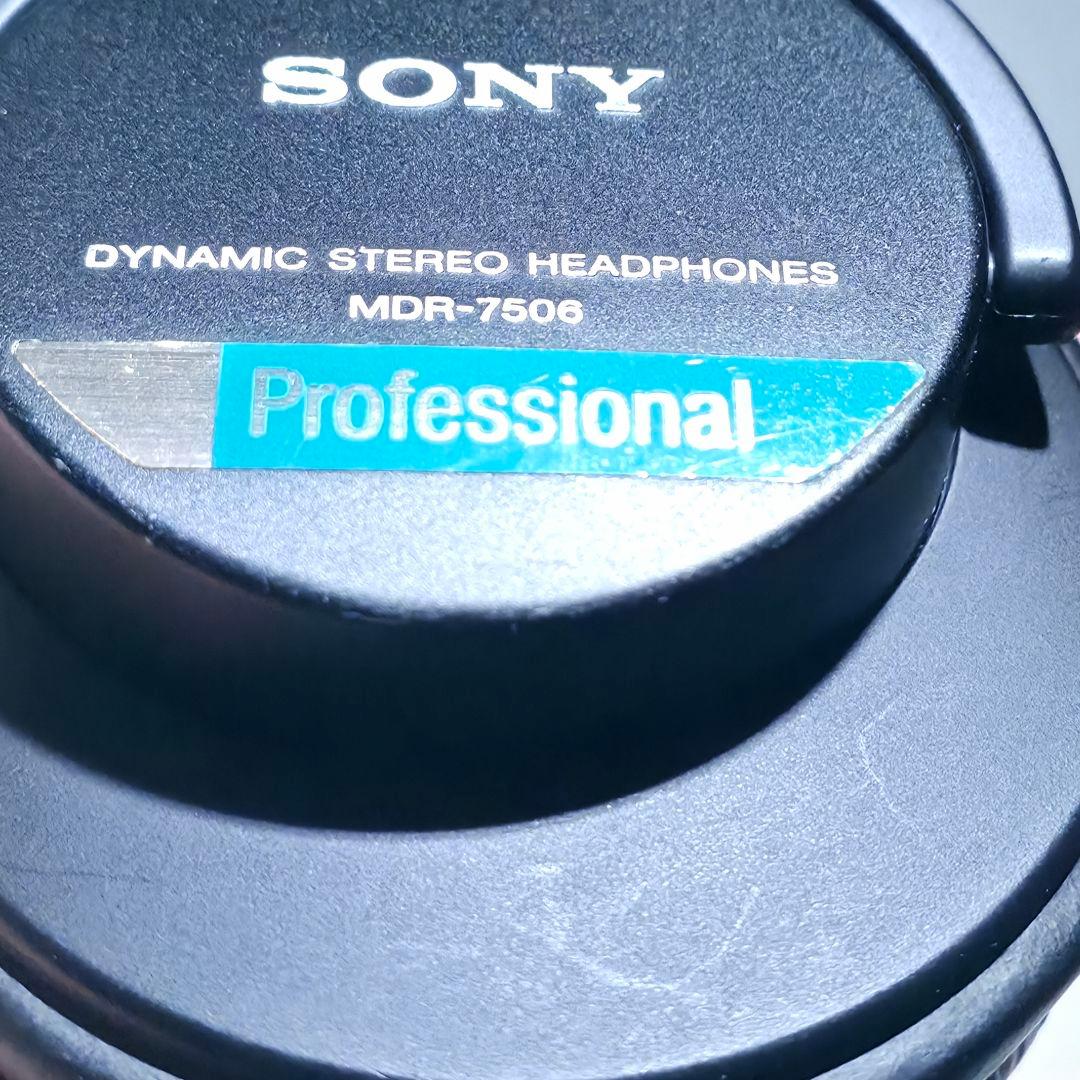 SONY
DYNAMIC STEREO HEADPHONES
MDR-7506
Professional